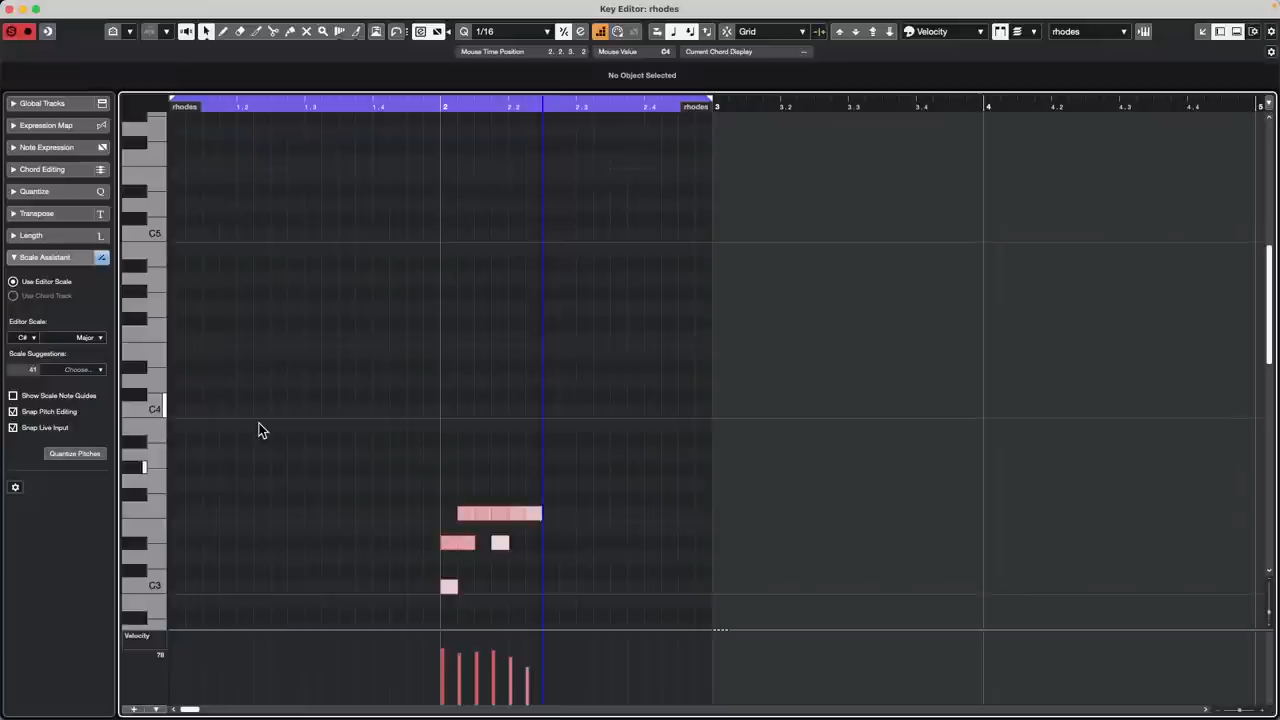 Key Editor: rhodes
S Q 1/16 Grid Velocity rhodes
Mouse Time Position 2. 2. 3. 2 Mouse Value C4 Current Chord Display --
No Object Selected
Global Tracks
Expression Map
Note Expression
Chord Editing
Quantize Q
Transpose T
Length L
Scale Assistant
Use Editor Scale
Use Chord Track
Editor Scale:
C# Major
Scale Suggestions:
41 Choose...
Show Scale Note Guides
Snap Pitch Editing
Snap Live Input
Quantize Pitches
rhodes 1.2 1.3 1.4 2 2.2 2.3 2.4 rhodes 3 3.2 3.3 3.4 4 4.2 4.3 4.4 5
C5
C4
C3
Velocity
78